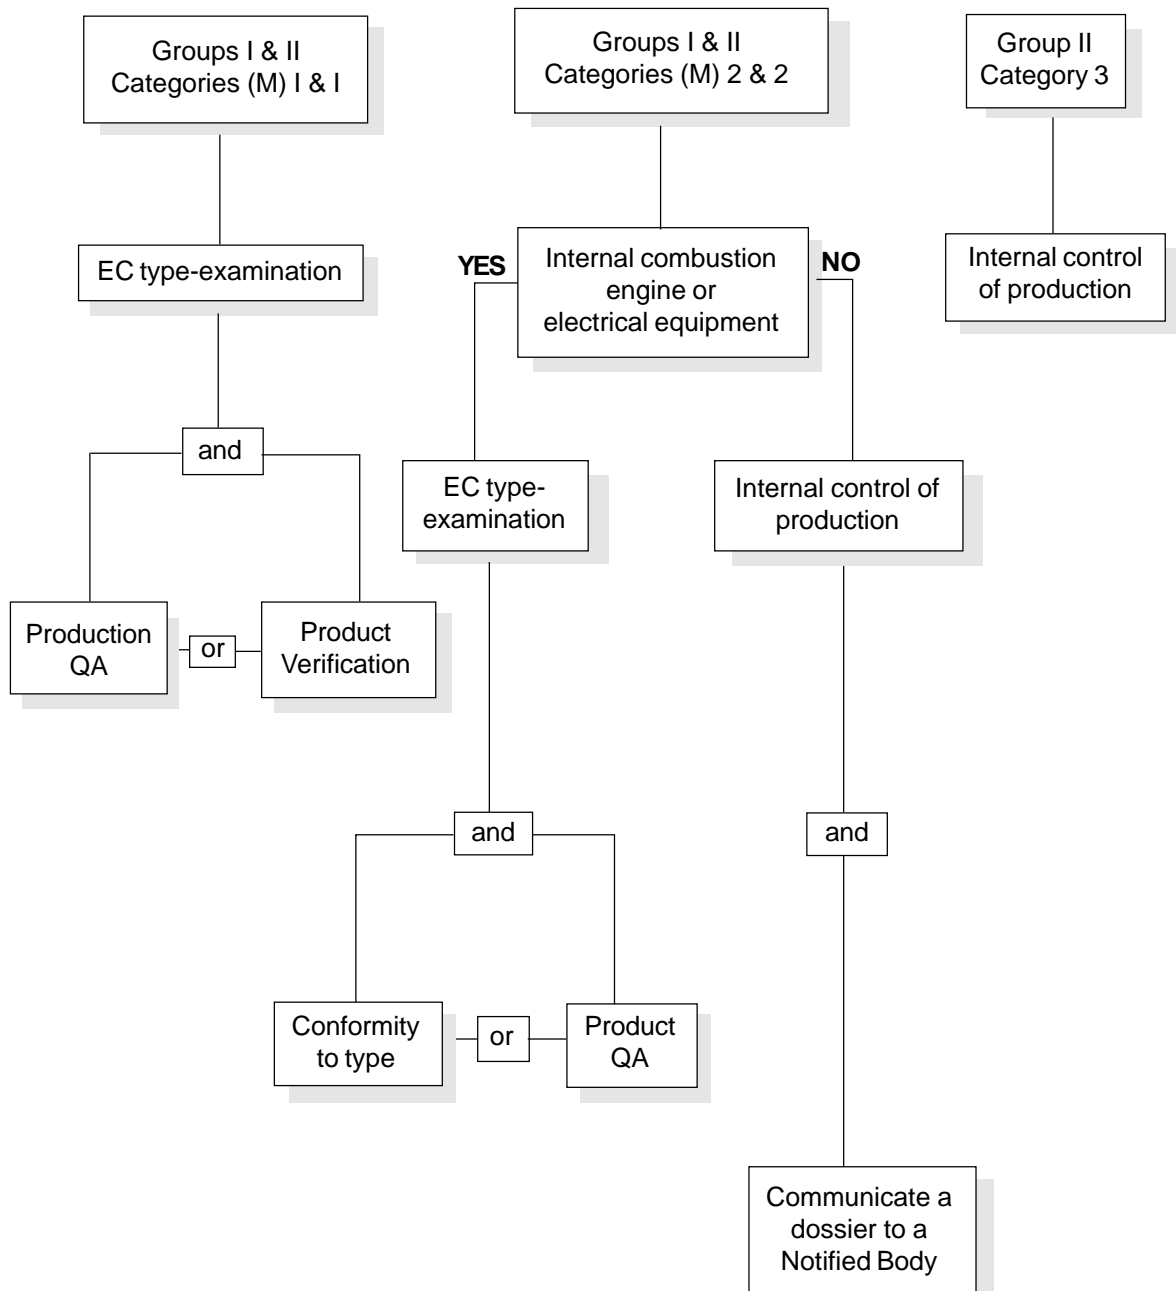 Groups I & II
Categories (M) I & I
Groups I & II
Categories (M) 2 & 2
Group II
Category 3
EC type-examination
YES
Internal combustion
engine or
electrical equipment
NO
Internal control
of production
and
EC type-
examination
Internal control of
production
Production
QA
or
Product
Verification
and
and
Conformity
to type
or
Product
QA
Communicate a
dossier to a
Notified Body